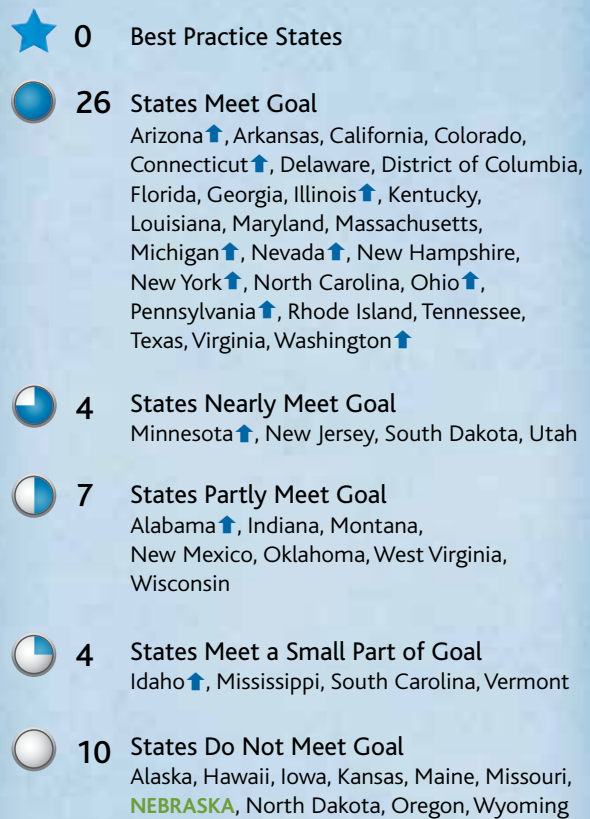 0 Best Practice States
26 States Meet Goal
Arizona⬆, Arkansas, California, Colorado,
Connecticut⬆, Delaware, District of Columbia,
Florida, Georgia, Illinois⬆, Kentucky,
Louisiana, Maryland, Massachusetts,
Michigan⬆, Nevada⬆, New Hampshire,
New York⬆, North Carolina, Ohio⬆,
Pennsylvania⬆, Rhode Island, Tennessee,
Texas, Virginia, Washington⬆
4 States Nearly Meet Goal
Minnesota⬆, New Jersey, South Dakota, Utah
7 States Partly Meet Goal
Alabama⬆, Indiana, Montana,
New Mexico, Oklahoma, West Virginia,
Wisconsin
4 States Meet a Small Part of Goal
Idaho⬆, Mississippi, South Carolina, Vermont
10 States Do Not Meet Goal
Alaska, Hawaii, Iowa, Kansas, Maine, Missouri,
NEBRASKA, North Dakota, Oregon, Wyoming